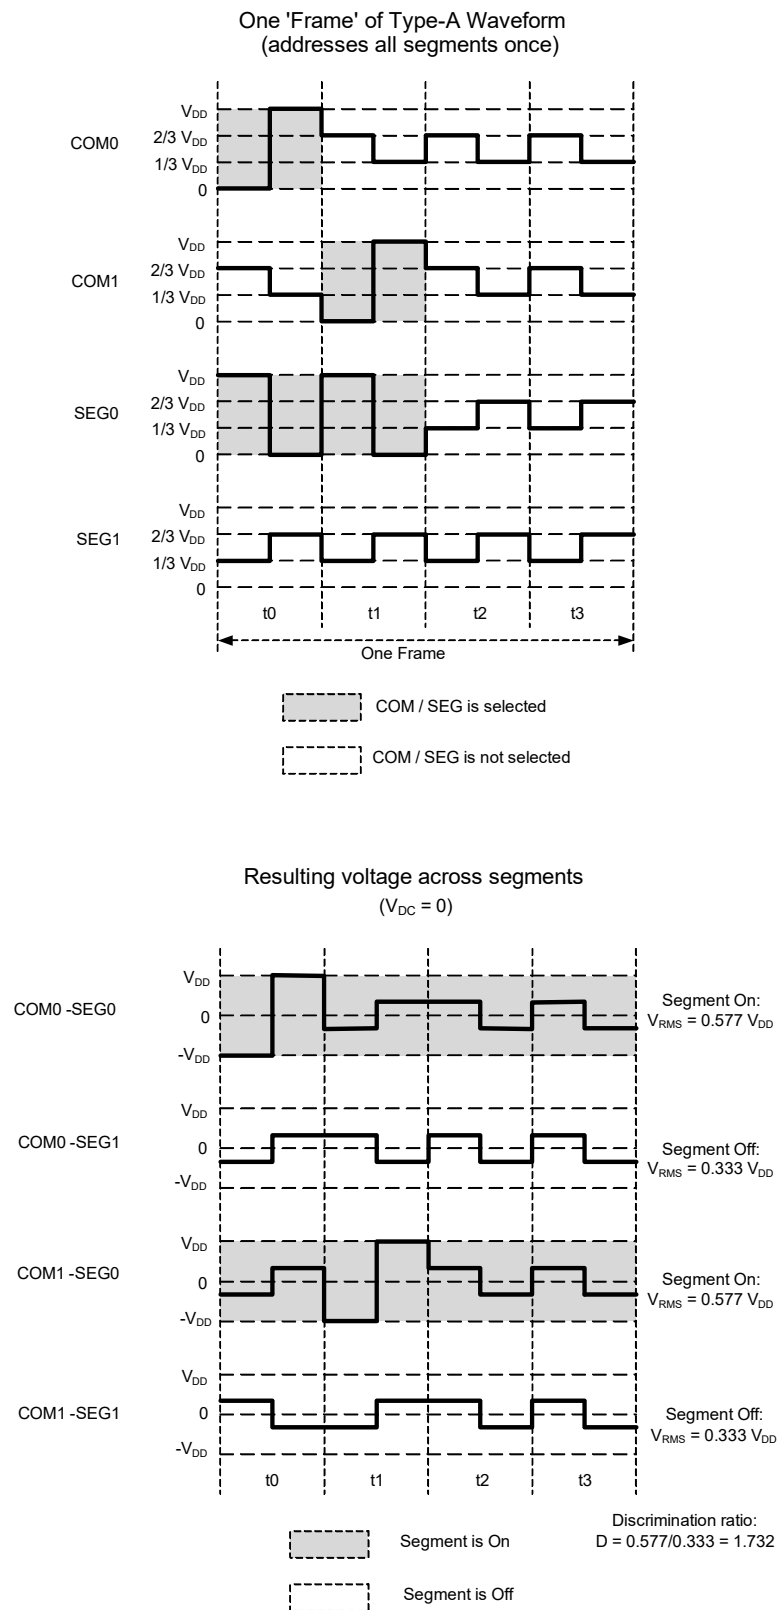 One 'Frame' of Type-A Waveform
(addresses all segments once)
COM0
VDD
2/3 VDD
1/3 VDD
0
COM1
VDD
2/3 VDD
1/3 VDD
0
SEG0
VDD
2/3 VDD
1/3 VDD
0
SEG1
VDD
2/3 VDD
1/3 VDD
0
t0 t1 t2 t3
One Frame
COM / SEG is selected
COM / SEG is not selected
Resulting voltage across segments
(VDC = 0)
COM0 -SEG0
VDD
0
-VDD
Segment On:
VRMS = 0.577 VDD
COM0 -SEG1
VDD
0
-VDD
Segment Off:
VRMS = 0.333 VDD
COM1 -SEG0
VDD
0
-VDD
Segment On:
VRMS = 0.577 VDD
COM1 -SEG1
VDD
0
-VDD
Segment Off:
VRMS = 0.333 VDD
t0 t1 t2 t3
Segment is On
Discrimination ratio:
D = 0.577/0.333 = 1.732
Segment is Off